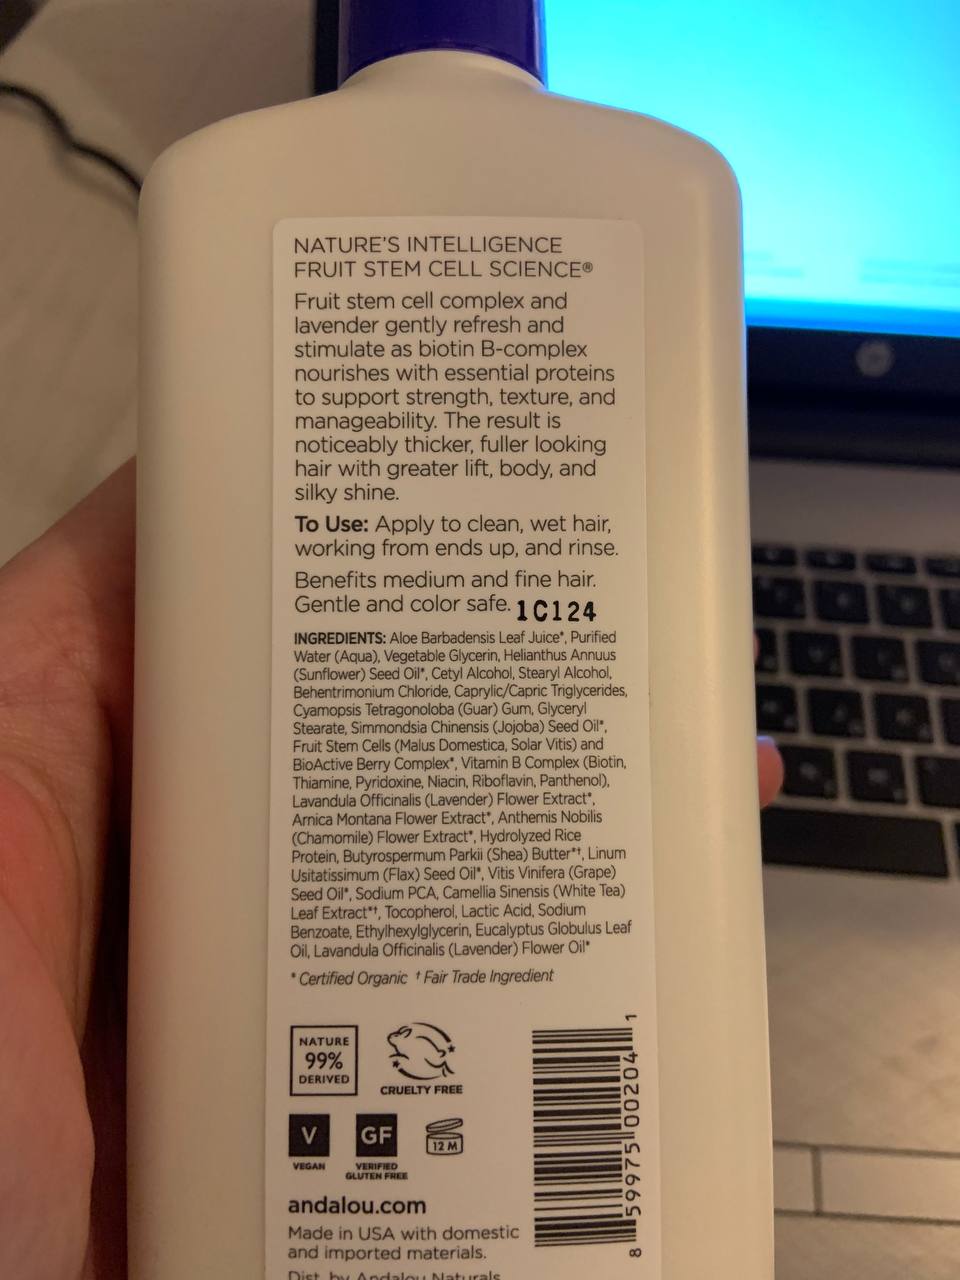 NATURE'S INTELLIGENCE
FRUIT STEM CELL SCIENCE®
Fruit stem cell complex and
lavender gently refresh and
stimulate as biotin B-complex
nourishes with essential proteins
to support strength, texture, and
manageability. The result is
noticeably thicker, fuller looking
hair with greater lift, body, and
silky shine.
To Use: Apply to clean, wet hair,
working from ends up, and rinse.
Benefits medium and fine hair.
Gentle and color safe. 1C124
INGREDIENTS: Aloe Barbadensis Leaf Juice*, Purified
Water (Aqua), Vegetable Glycerin, Helianthus Annuus
(Sunflower) Seed Oil*, Cetyl Alcohol, Stearyl Alcohol,
Behentrimonium Chloride, Caprylic/Capric Triglycerides,
Cyamopsis Tetragonoloba (Guar) Gum, Glyceryl
Stearate, Simmondsia Chinensis (Jojoba) Seed Oil*,
Fruit Stem Cells (Malus Domestica, Solar Vitis) and
BioActive Berry Complex*, Vitamin B Complex (Biotin,
Thiamine, Pyridoxine, Niacin, Riboflavin, Panthenol),
Lavandula Officinalis (Lavender) Flower Extract*,
Arnica Montana Flower Extract*, Anthemis Nobilis
(Chamomile) Flower Extract*, Hydrolyzed Rice
Protein, Butyrospermum Parkii (Shea) Butter*†, Linum
Usitatissimum (Flax) Seed Oil*, Vitis Vinifera (Grape)
Seed Oil*, Sodium PCA, Camellia Sinensis (White Tea)
Leaf Extract*†, Tocopherol, Lactic Acid, Sodium
Benzoate, Ethylhexylglycerin, Eucalyptus Globulus Leaf
Oil, Lavandula Officinalis (Lavender) Flower Oil*
* Certified Organic † Fair Trade Ingredient
NATURE
99%
DERIVED
CRUELTY FREE
V
VEGAN
GF
VERIFIED
GLUTEN FREE
12 M
8 59975 00204 1
andalou.com
Made in USA with domestic
and imported materials.
Dist. by Andalou Naturals